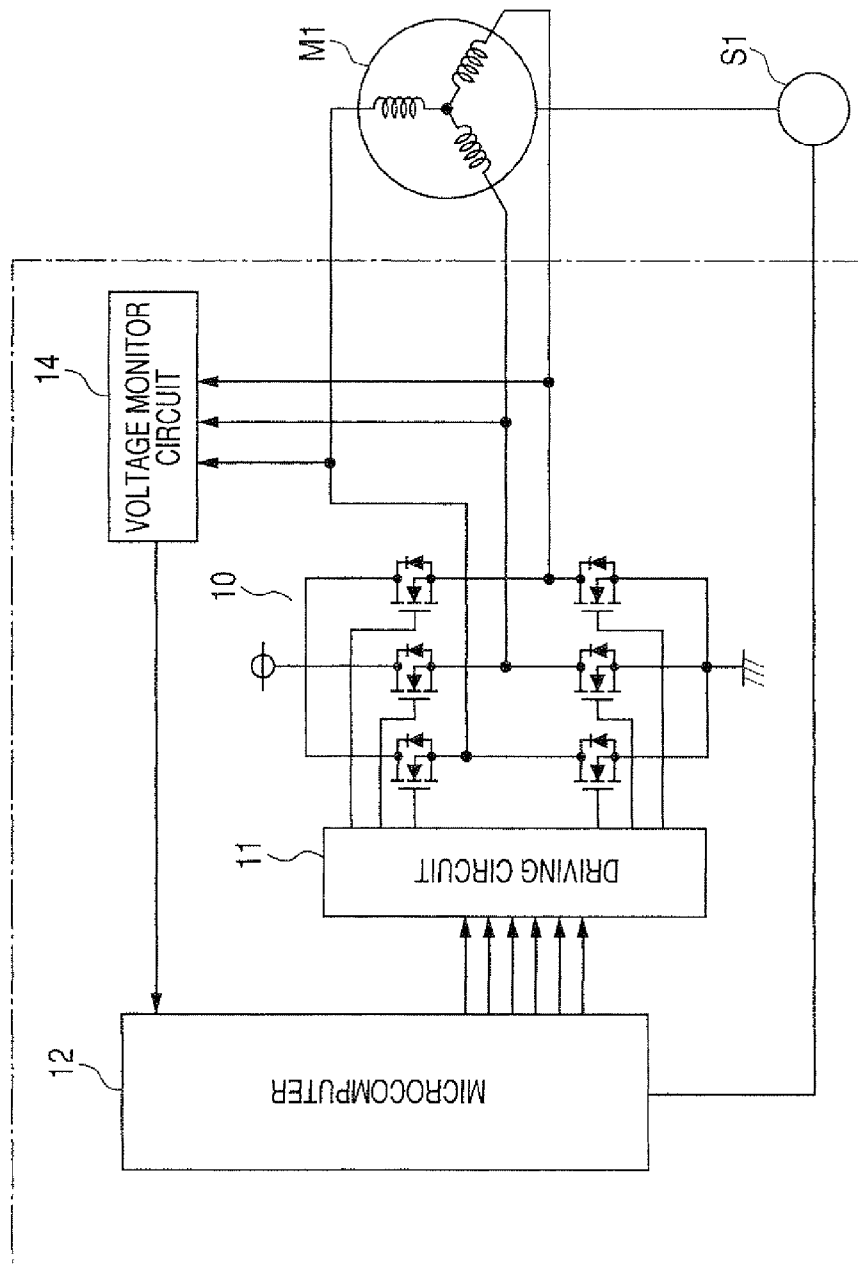 12
MICROCOMPUTER
11
DRIVING CIRCUIT
10
14
VOLTAGE MONITOR
CIRCUIT
M1
S1